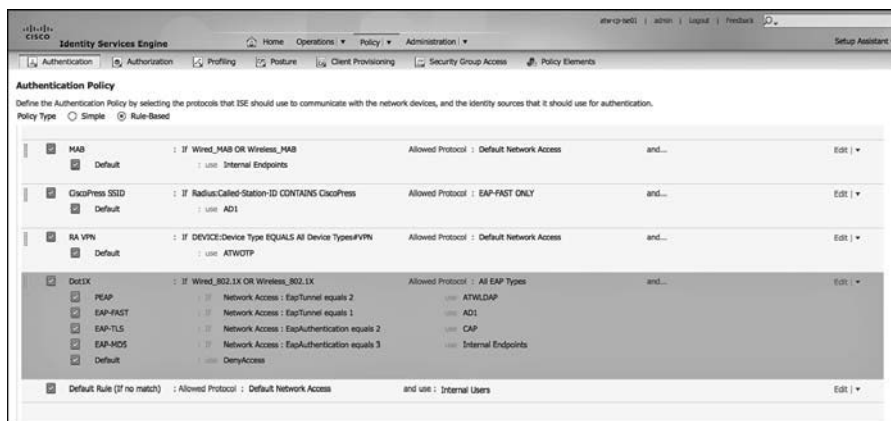 atw-cp-ise01 | admin | Logout | Feedback
CISCO Identity Services Engine
Home Operations Policy Administration
Setup Assistant
Authentication Authorization Profiling Posture Client Provisioning Security Group Access Policy Elements
Authentication Policy
Define the Authentication Policy by selecting the protocols that ISE should use to communicate with the network devices, and the identity sources that it should use for authentication.
Policy Type Simple Rule-Based
MAB : If Wired_MAB OR Wireless_MAB Allowed Protocol : Default Network Access and... Edit |
Default : use Internal Endpoints
CiscoPress SSID : If Radius:Called-Station-ID CONTAINS CiscoPress Allowed Protocol : EAP-FAST ONLY and... Edit |
Default : use AD1
RA VPN : If DEVICE:Device Type EQUALS All Device Types#VPN Allowed Protocol : Default Network Access and... Edit |
Default : use ATWOTP
Dot1X : If Wired_802.1X OR Wireless_802.1X Allowed Protocol : All EAP Types and... Edit |
PEAP : If Network Access : EapTunnel equals 2 use ATWLDAP
EAP-FAST : If Network Access : EapTunnel equals 1 use AD1
EAP-TLS : If Network Access : EapAuthentication equals 2 use CAP
EAP-MD5 : If Network Access : EapAuthentication equals 3 use Internal Endpoints
Default : use DenyAccess
Default Rule (If no match) : Allowed Protocol : Default Network Access and use : Internal Users Edit |